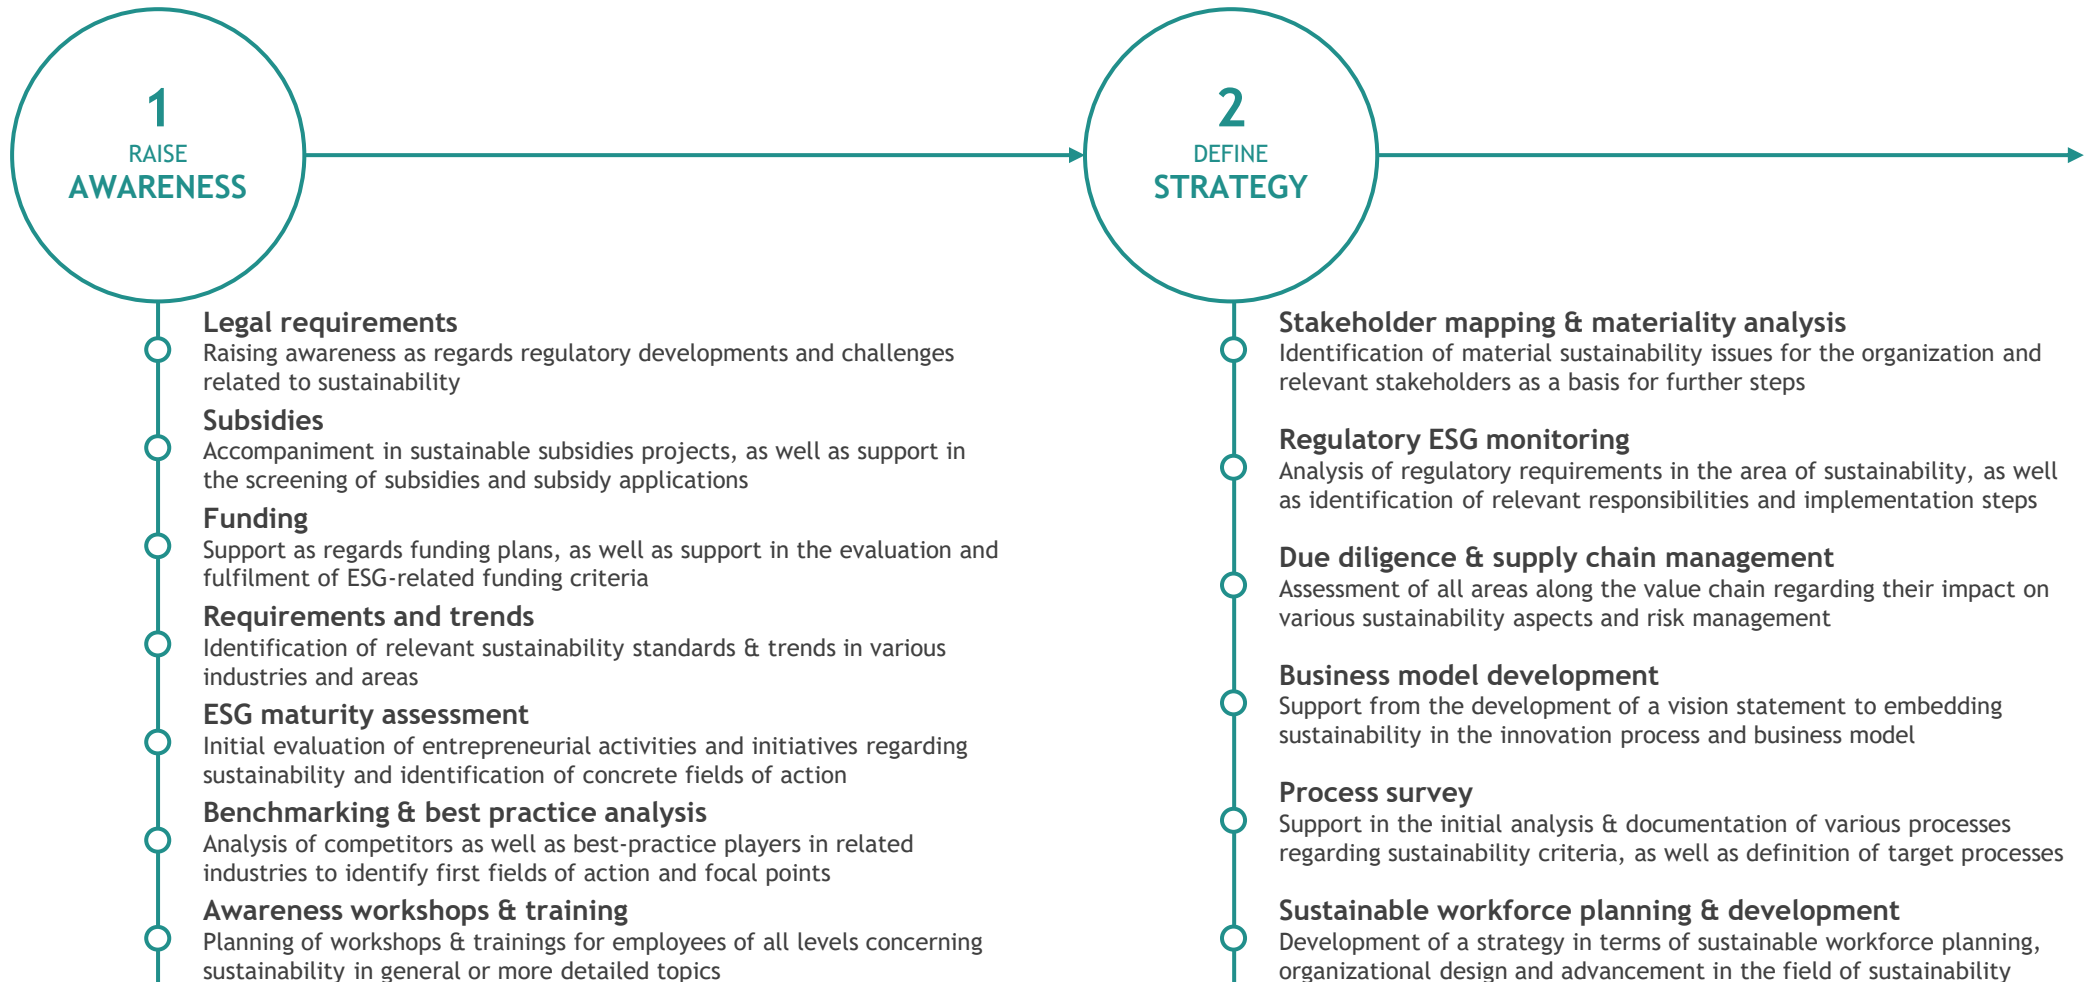 1
RAISE
AWARENESS
Legal requirements
Raising awareness as regards regulatory developments and challenges
related to sustainability
Subsidies
Accompaniment in sustainable subsidies projects, as well as support in
the screening of subsidies and subsidy applications
Funding
Support as regards funding plans, as well as support in the evaluation and
fulfilment of ESG-related funding criteria
Requirements and trends
Identification of relevant sustainability standards & trends in various
industries and areas
ESG maturity assessment
Initial evaluation of entrepreneurial activities and initiatives regarding
sustainability and identification of concrete fields of action
Benchmarking & best practice analysis
Analysis of competitors as well as best-practice players in related
industries to identify first fields of action and focal points
Awareness workshops & training
Planning of workshops & trainings for employees of all levels concerning
sustainability in general or more detailed topics
2
DEFINE
STRATEGY
Stakeholder mapping & materiality analysis
Identification of material sustainability issues for the organization and
relevant stakeholders as a basis for further steps
Regulatory ESG monitoring
Analysis of regulatory requirements in the area of sustainability, as well
as identification of relevant responsibilities and implementation steps
Due diligence & supply chain management
Assessment of all areas along the value chain regarding their impact on
various sustainability aspects and risk management
Business model development
Support from the development of a vision statement to embedding
sustainability in the innovation process and business model
Process survey
Support in the initial analysis & documentation of various processes
regarding sustainability criteria, as well as definition of target processes
Sustainable workforce planning & development
Development of a strategy in terms of sustainable workforce planning,
organizational design and advancement in the field of sustainability